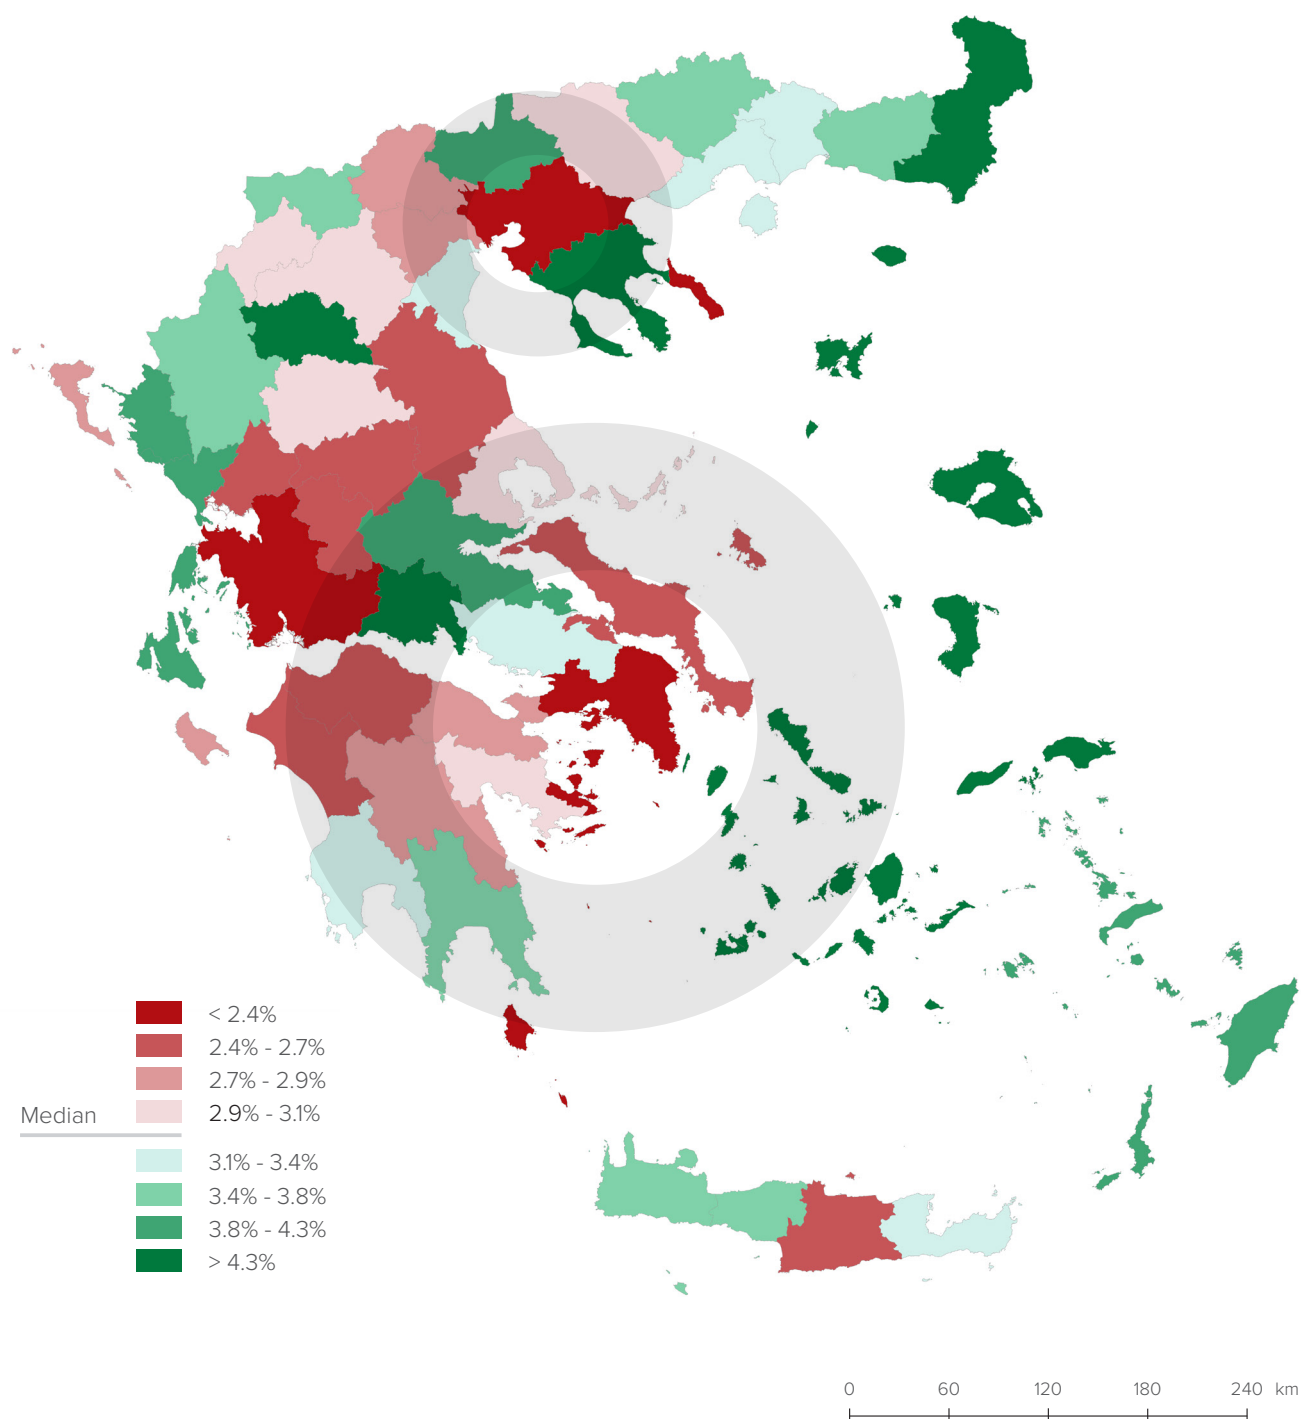 < 2.4%
2.4% - 2.7%
2.7% - 2.9%
Median
2.9% - 3.1%
3.1% - 3.4%
3.4% - 3.8%
3.8% - 4.3%
> 4.3%
0 60 120 180 240 km